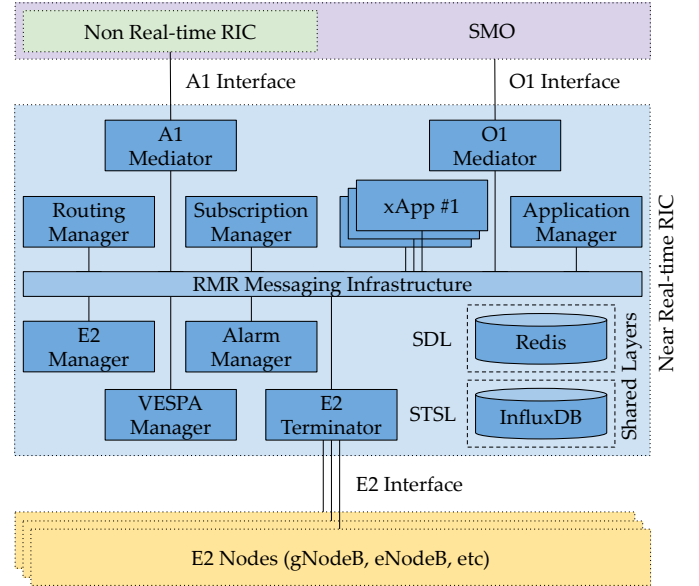 Non Real-time RIC
SMO
A1 Interface
O1 Interface
A1
Mediator
O1
Mediator
Routing
Manager
Subscription
Manager
xApp #1
Application
Manager
RMR Messaging Infrastructure
E2
Manager
Alarm
Manager
SDL
Redis
VESPA
Manager
E2
Terminator
STSL
InfluxDB
Shared Layers
Near Real-time RIC
E2 Interface
E2 Nodes (gNodeB, eNodeB, etc)